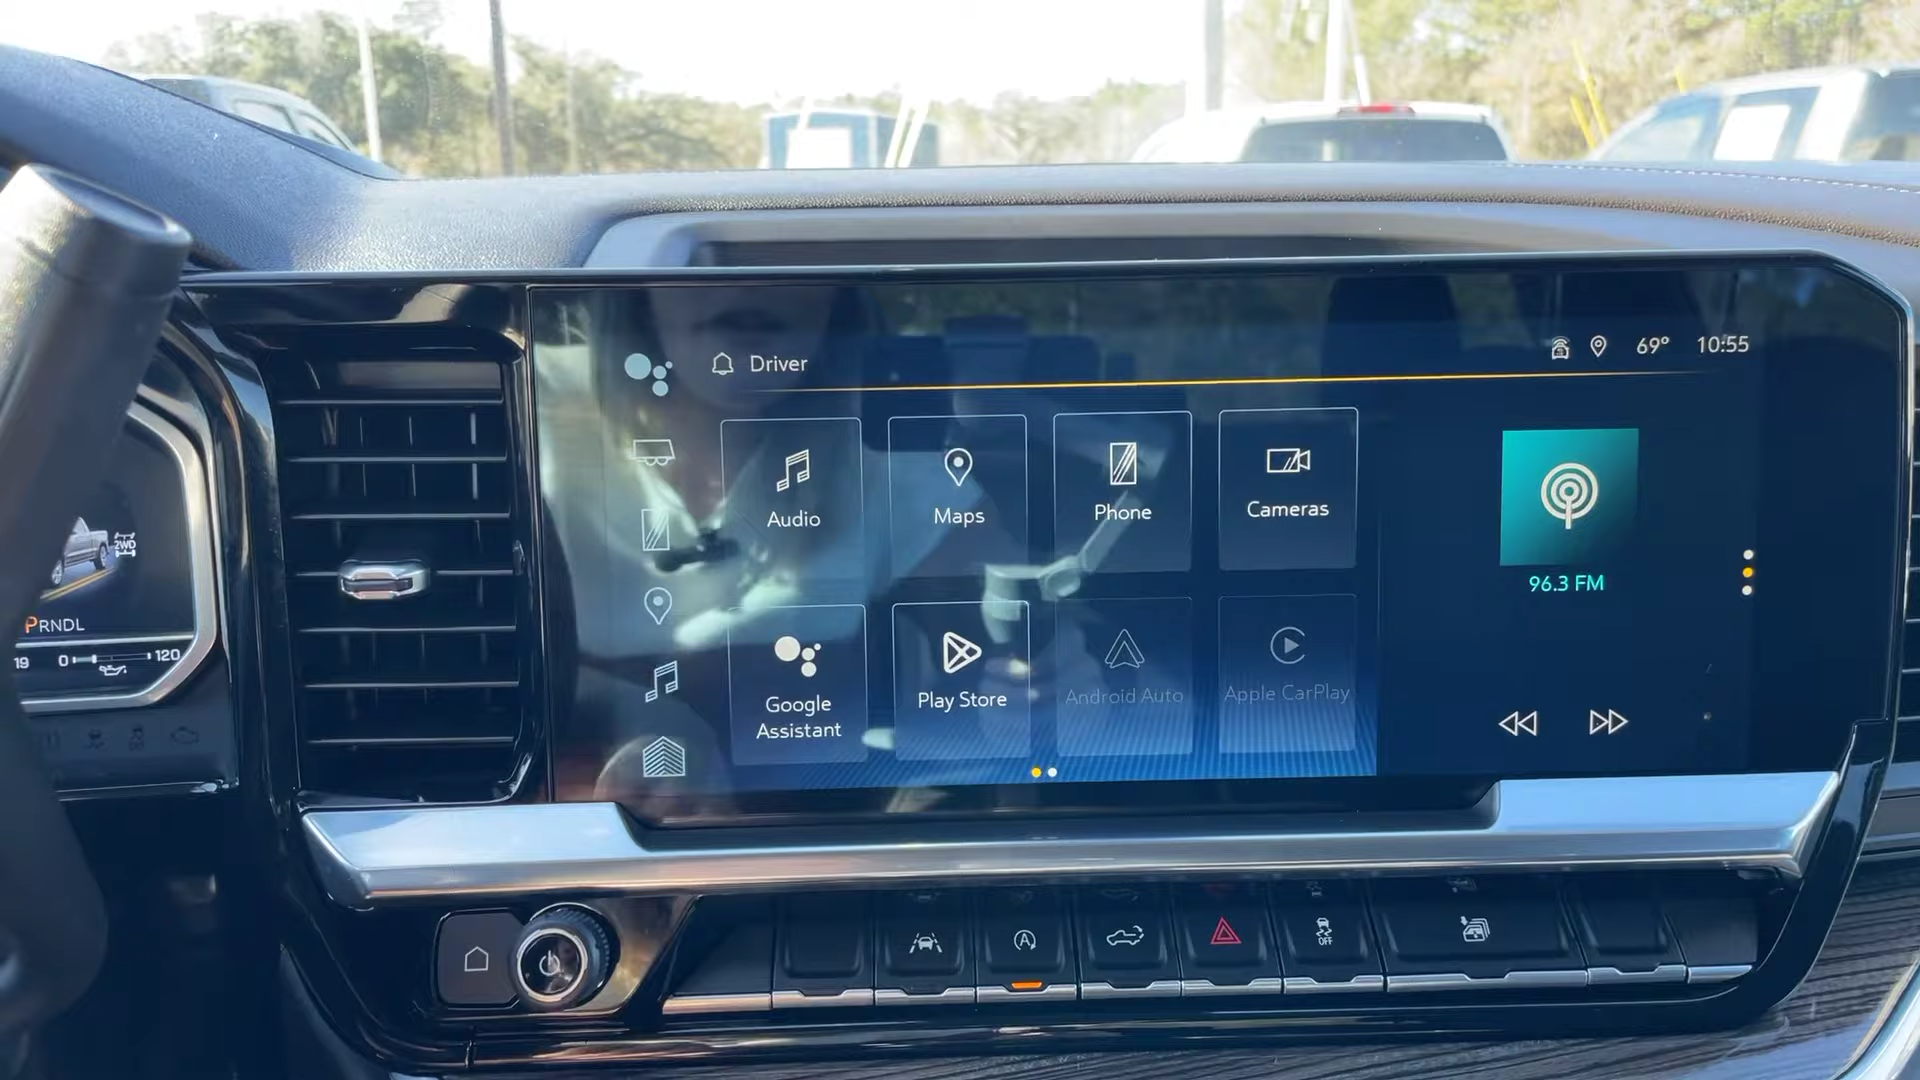 Driver
69° 10:55
Audio
Maps
Phone
Cameras
96.3 FM
Google
Assistant
Play Store
Android Auto
Apple CarPlay
2WD
PRNDL
19 0 120
A
OFF